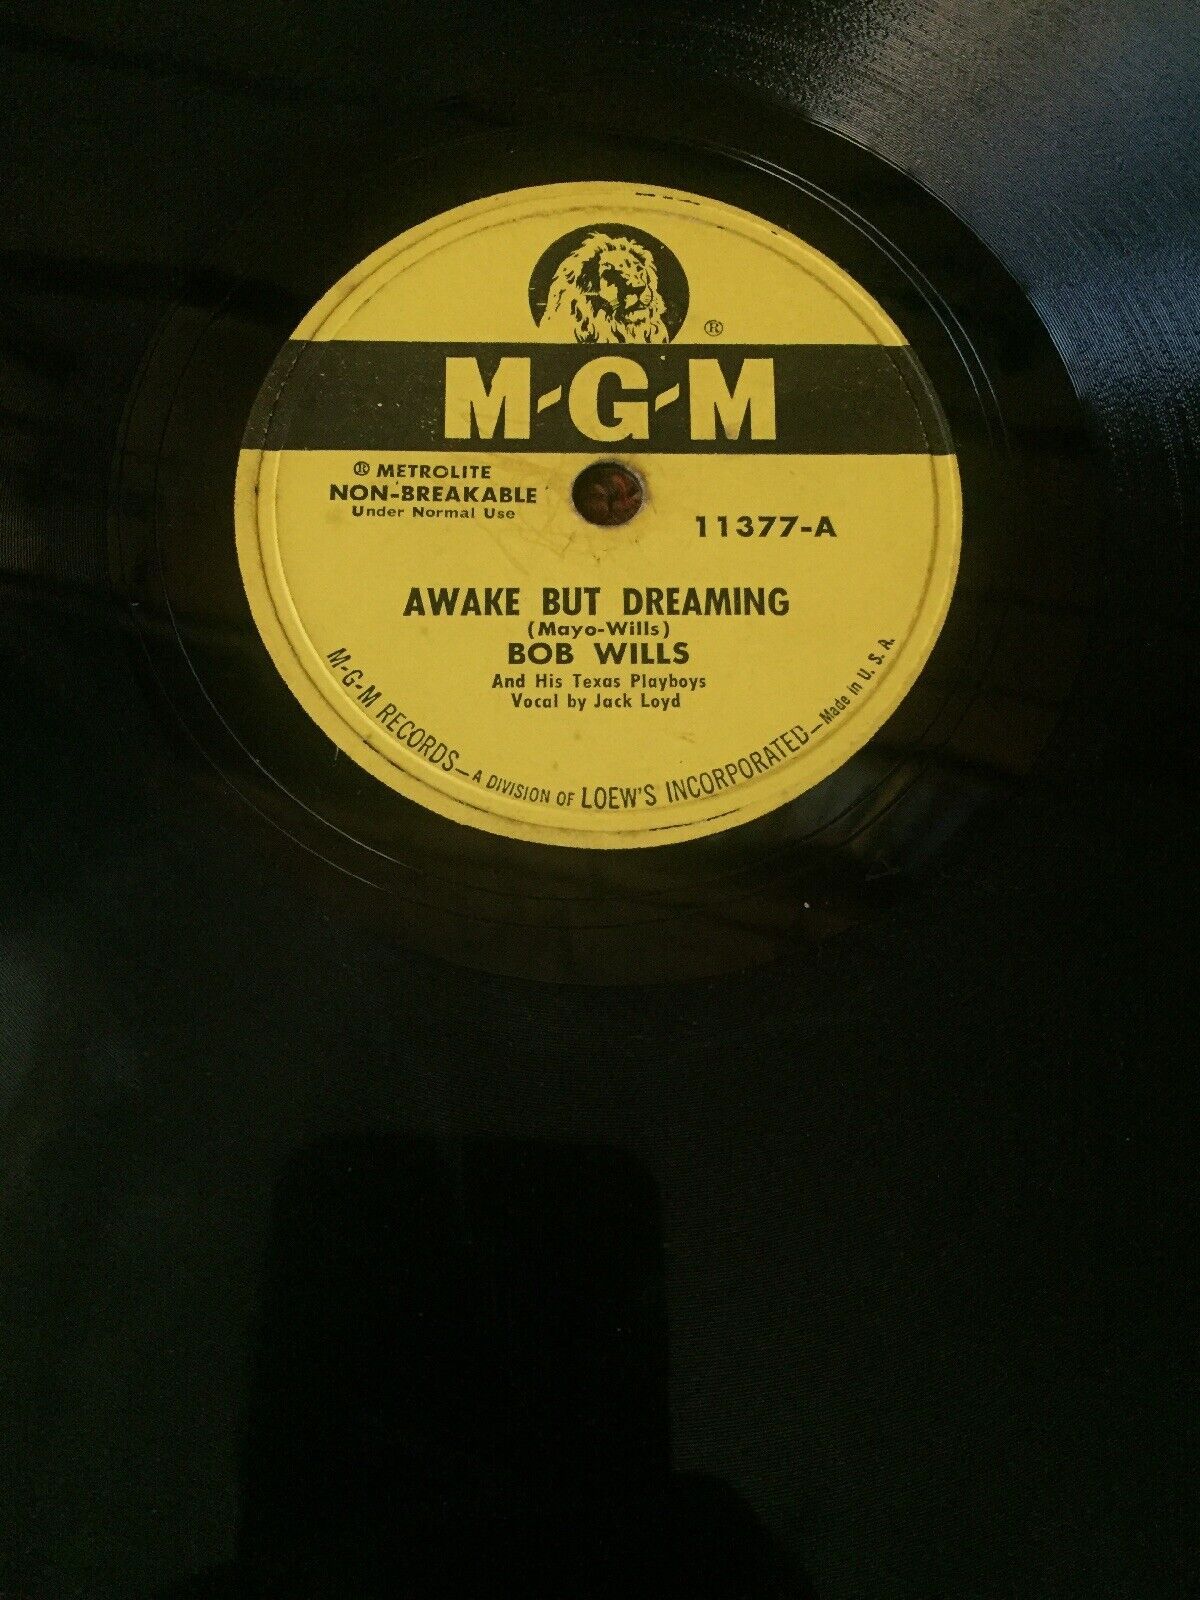 ®
M-G-M
® METROLITE
NON-BREAKABLE
Under Normal Use
11377-A
AWAKE BUT DREAMING
(Mayo-Wills)
BOB WILLS
And His Texas Playboys
Vocal by Jack Loyd
M-G-M RECORDS—A DIVISION OF LOEW'S INCORPORATED—Made in U. S. A.